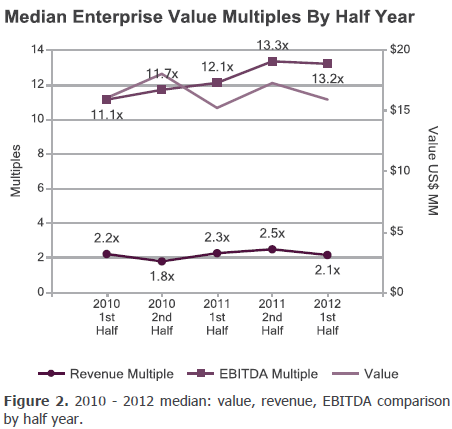 Median Enterprise Value Multiples By Half Year
14
12
10
8
6
4
2
0
Multiples
$20
$15
$10
$5
$0
Value US$ MM
11.1x
11.7x
12.1x
13.3x
13.2x
2.2x
1.8x
2.3x
2.5x
2.1x
2010 2010 2011 2011 2012
1st 2nd 1st 2nd 1st
Half Half Half Half Half
Revenue Multiple EBITDA Multiple Value
Figure 2. 2010 - 2012 median: value, revenue, EBITDA comparison
by half year.